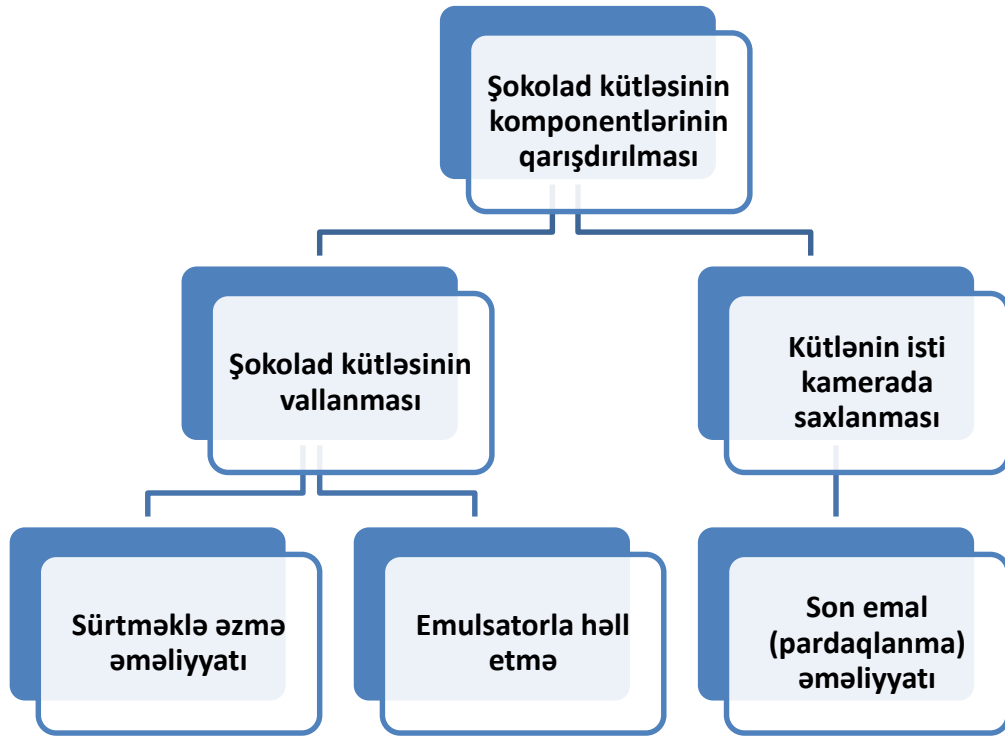 Şokolad kütləsinin
komponentlərinin
qarışdırılması
Şokolad kütləsinin
vallanması
Kütlənin isti
kamerada
saxlanması
Sürtməklə əzmə
əməliyyatı
Emulsatorla həll
etmə
Son emal
(pardaqlanma)
əməliyyatı